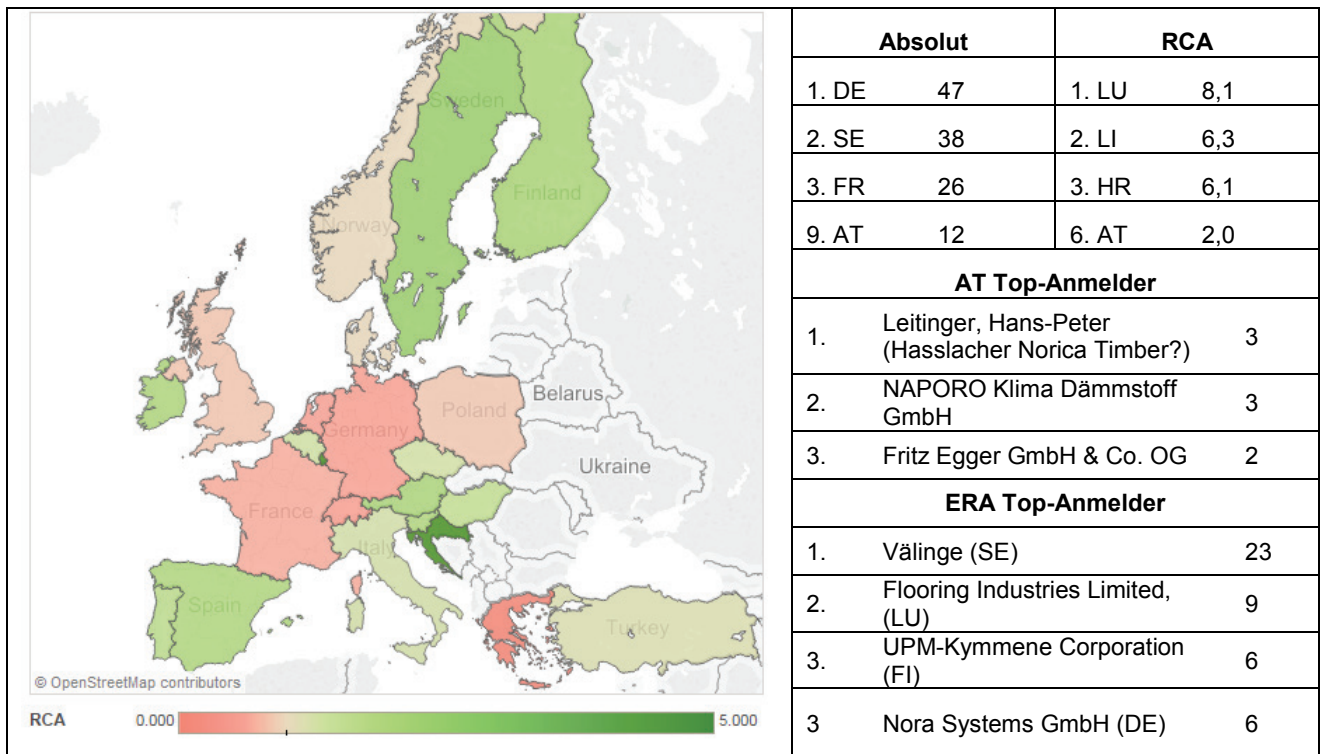 Sweden
Finland
Norway
Belarus
Poland
Germany
Ukraine
France
Italy
Spain
Turkey
© OpenStreetMap contributors
RCA 0.000 5.000
Absolut RCA
1. DE 47 1. LU 8,1
2. SE 38 2. LI 6,3
3. FR 26 3. HR 6,1
9. AT 12 6. AT 2,0
AT Top-Anmelder
1. Leitinger, Hans-Peter
(Hasslacher Norica Timber?) 3
2. NAPORO Klima Dämmstoff
GmbH 3
3. Fritz Egger GmbH & Co. OG 2
ERA Top-Anmelder
1. Välinge (SE) 23
2. Flooring Industries Limited,
(LU) 9
3. UPM-Kymmene Corporation
(FI) 6
3 Nora Systems GmbH (DE) 6